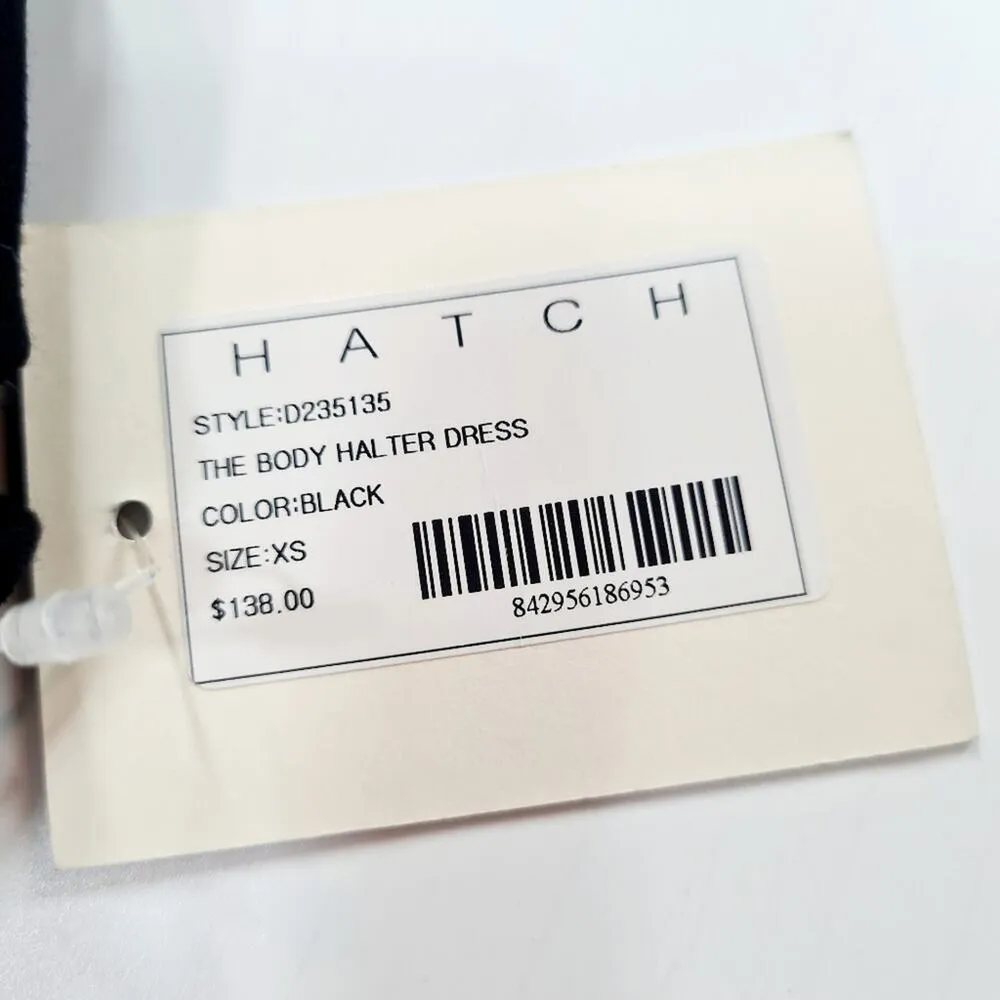 H A T C H
STYLE:D235135
THE BODY HALTER DRESS
COLOR:BLACK
SIZE:XS
$138.00
842956186953